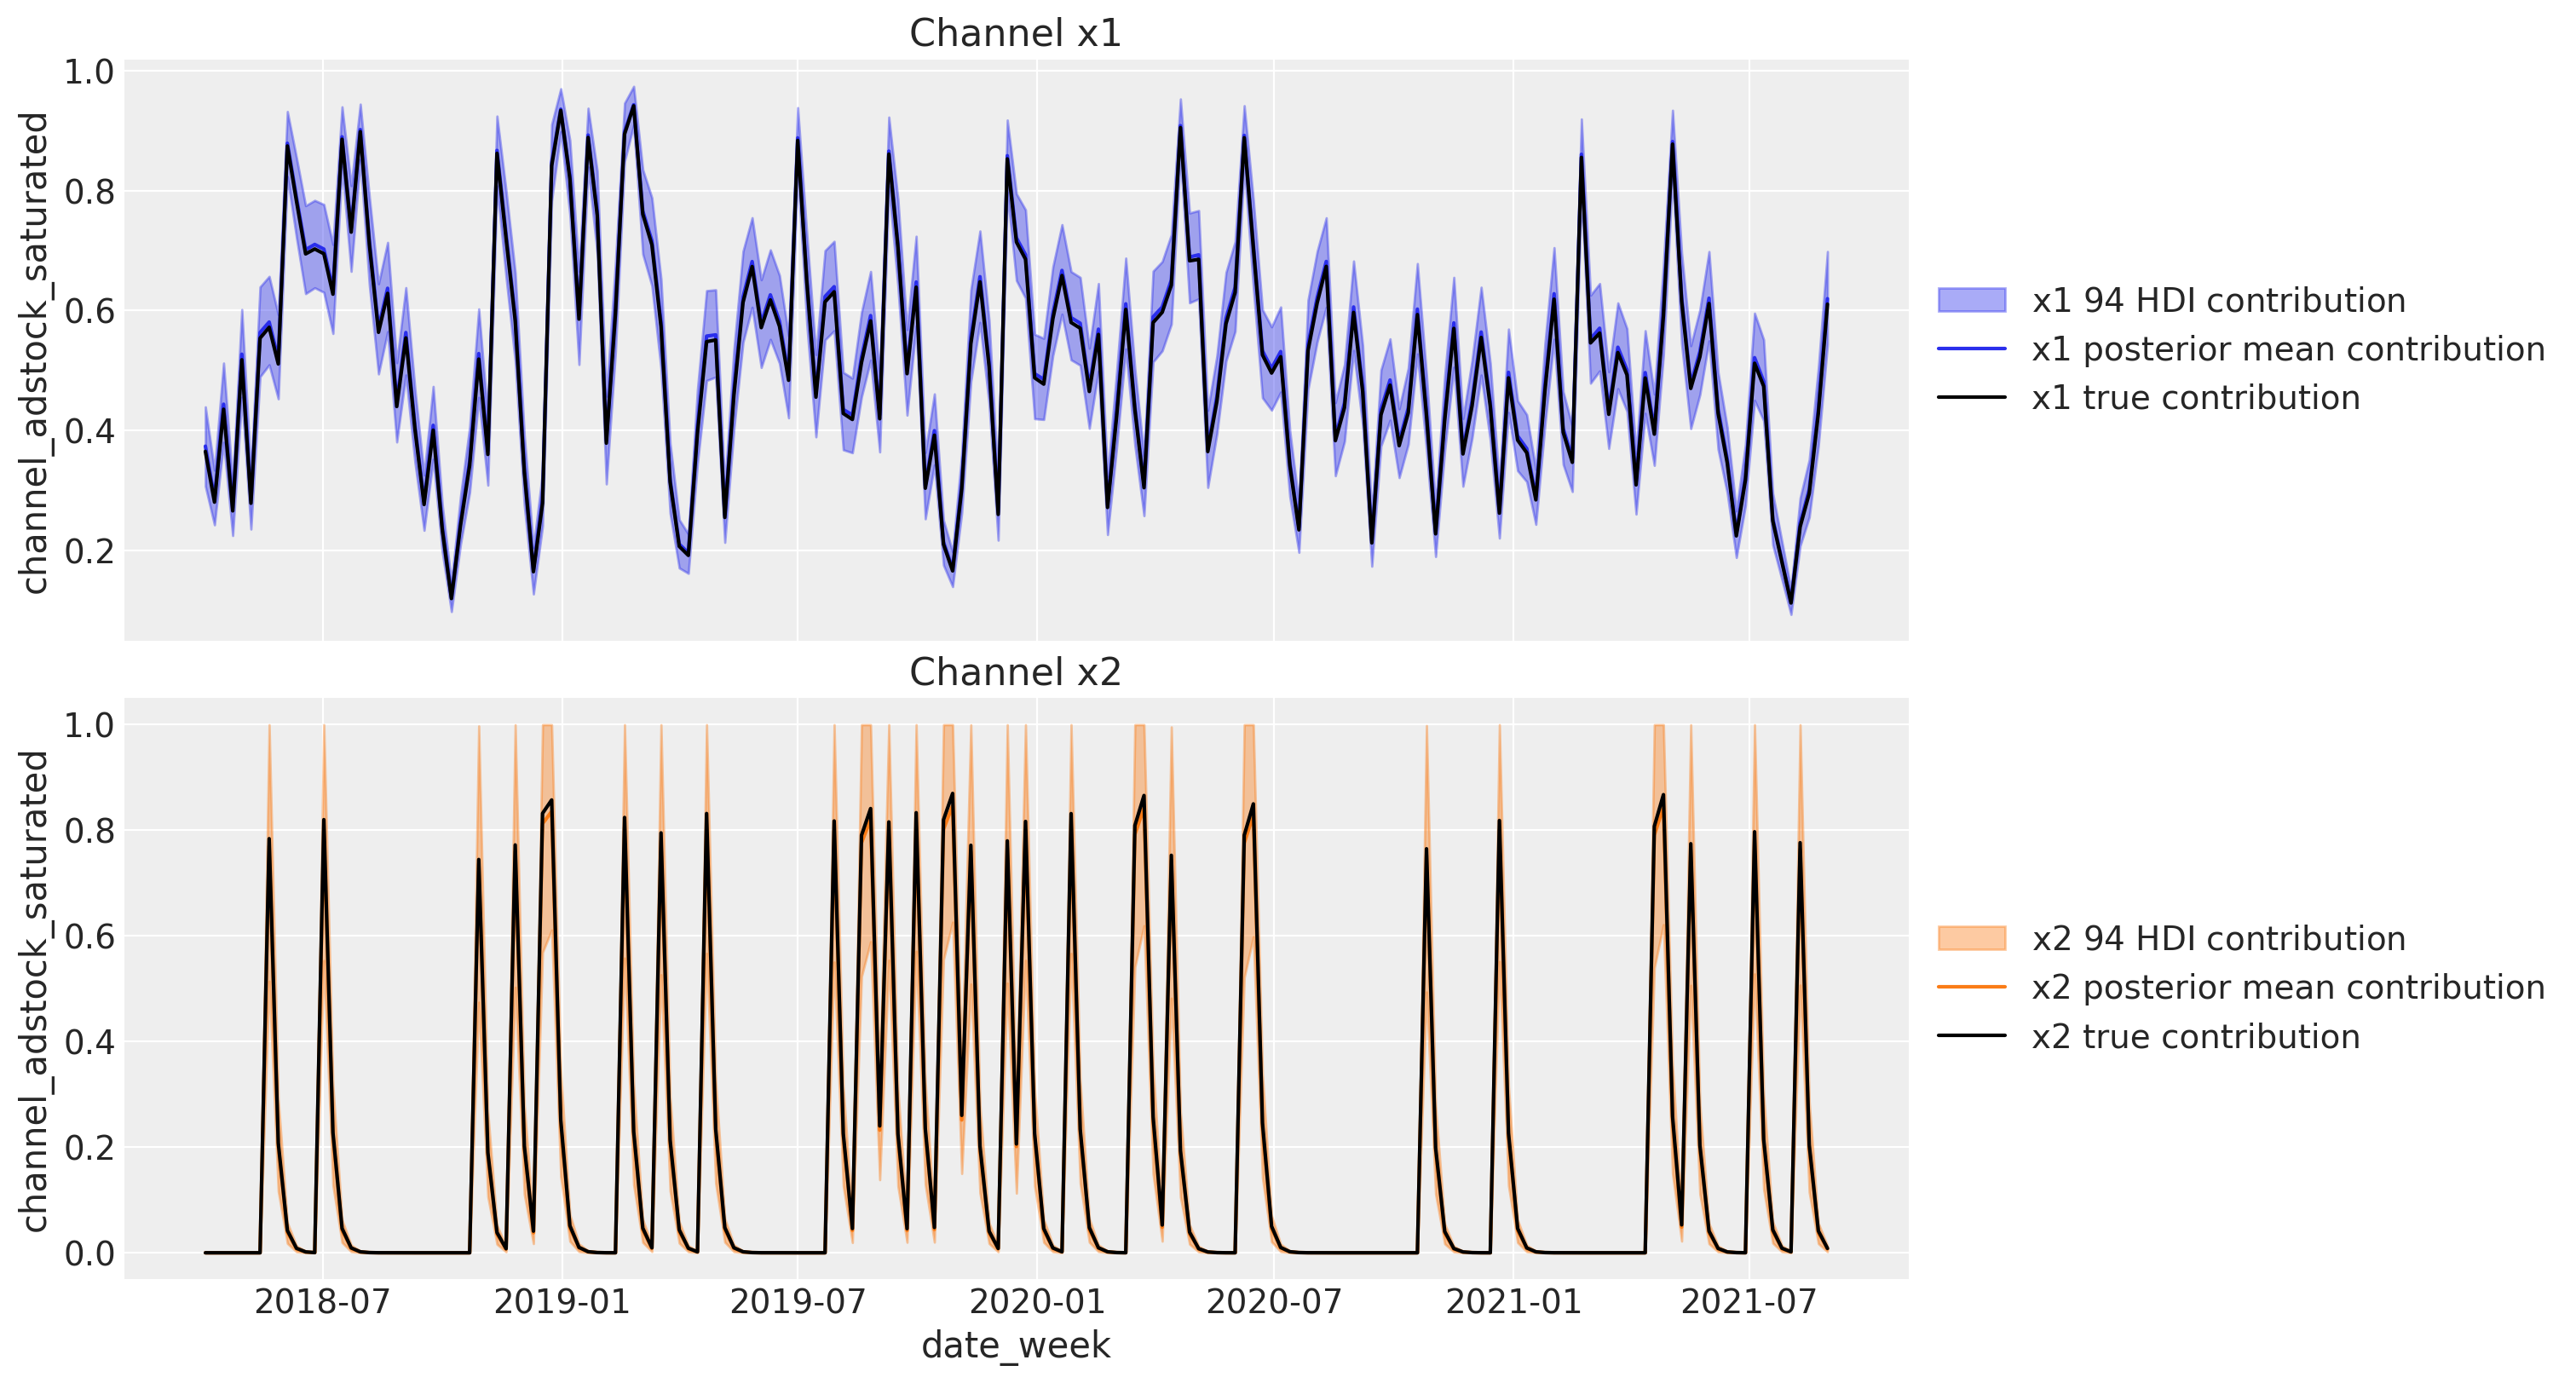 Channel x1
channel_adstock_saturated
1.0
0.8
0.6
0.4
0.2
x1 94 HDI contribution
x1 posterior mean contribution
x1 true contribution
Channel x2
channel_adstock_saturated
1.0
0.8
0.6
0.4
0.2
0.0
x2 94 HDI contribution
x2 posterior mean contribution
x2 true contribution
2018-07 2019-01 2019-07 2020-01 2020-07 2021-01 2021-07
date_week